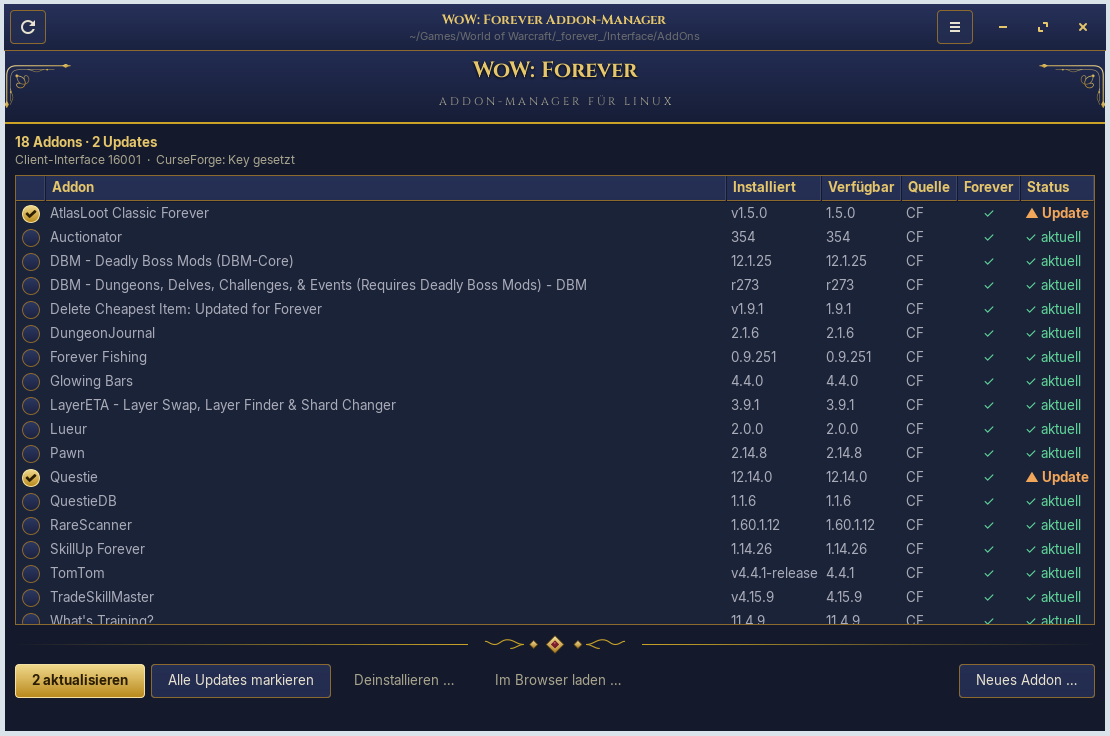 WoW: Forever Addon-Manager
~/Games/World of Warcraft/_forever_/Interface/AddOns
WoW: Forever
ADDON-MANAGER FÜR LINUX
18 Addons · 2 Updates
Client-Interface 16001 · CurseForge: Key gesetzt
Addon Installiert Verfügbar Quelle Forever Status
AtlasLoot Classic Forever v1.5.0 1.5.0 CF ✓ ▲ Update
Auctionator 354 354 CF ✓ ✓ aktuell
DBM - Deadly Boss Mods (DBM-Core) 12.1.25 12.1.25 CF ✓ ✓ aktuell
DBM - Dungeons, Delves, Challenges, & Events (Requires Deadly Boss Mods) - DBM r273 r273 CF ✓ ✓ aktuell
Delete Cheapest Item: Updated for Forever v1.9.1 1.9.1 CF ✓ ✓ aktuell
DungeonJournal 2.1.6 2.1.6 CF ✓ ✓ aktuell
Forever Fishing 0.9.251 0.9.251 CF ✓ ✓ aktuell
Glowing Bars 4.4.0 4.4.0 CF ✓ ✓ aktuell
LayerETA - Layer Swap, Layer Finder & Shard Changer 3.9.1 3.9.1 CF ✓ ✓ aktuell
Lueur 2.0.0 2.0.0 CF ✓ ✓ aktuell
Pawn 2.14.8 2.14.8 CF ✓ ✓ aktuell
Questie 12.14.0 12.14.0 CF ✓ ▲ Update
QuestieDB 1.1.6 1.1.6 CF ✓ ✓ aktuell
RareScanner 1.60.1.12 1.60.1.12 CF ✓ ✓ aktuell
SkillUp Forever 1.14.26 1.14.26 CF ✓ ✓ aktuell
TomTom v4.4.1-release 4.4.1 CF ✓ ✓ aktuell
TradeSkillMaster v4.15.9 4.15.9 CF ✓ ✓ aktuell
What's Training? 11.4.9 11.4.9 CF ✓ ✓ aktuell
2 aktualisieren Alle Updates markieren Deinstallieren ... Im Browser laden ... Neues Addon ...